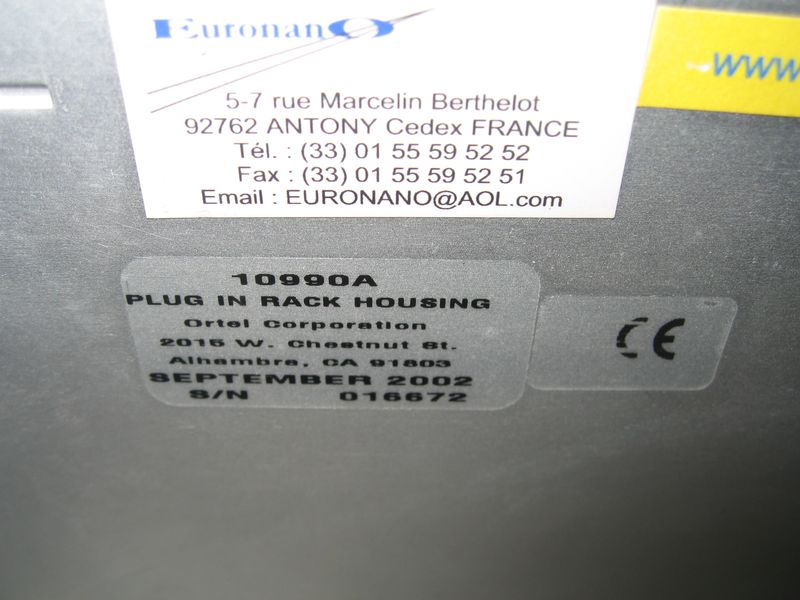 EuronanO
www.
5-7 rue Marcelin Berthelot
92762 ANTONY Cedex FRANCE
Tél. : (33) 01 55 59 52 52
Fax : (33) 01 55 59 52 51
Email : EURONANO@AOL.com
10990A
PLUG IN RACK HOUSING
Ortel Corporation
2015 W. Chestnut St.
Alhambra, CA 91803
SEPTEMBER 2002
S/N 016672
CE